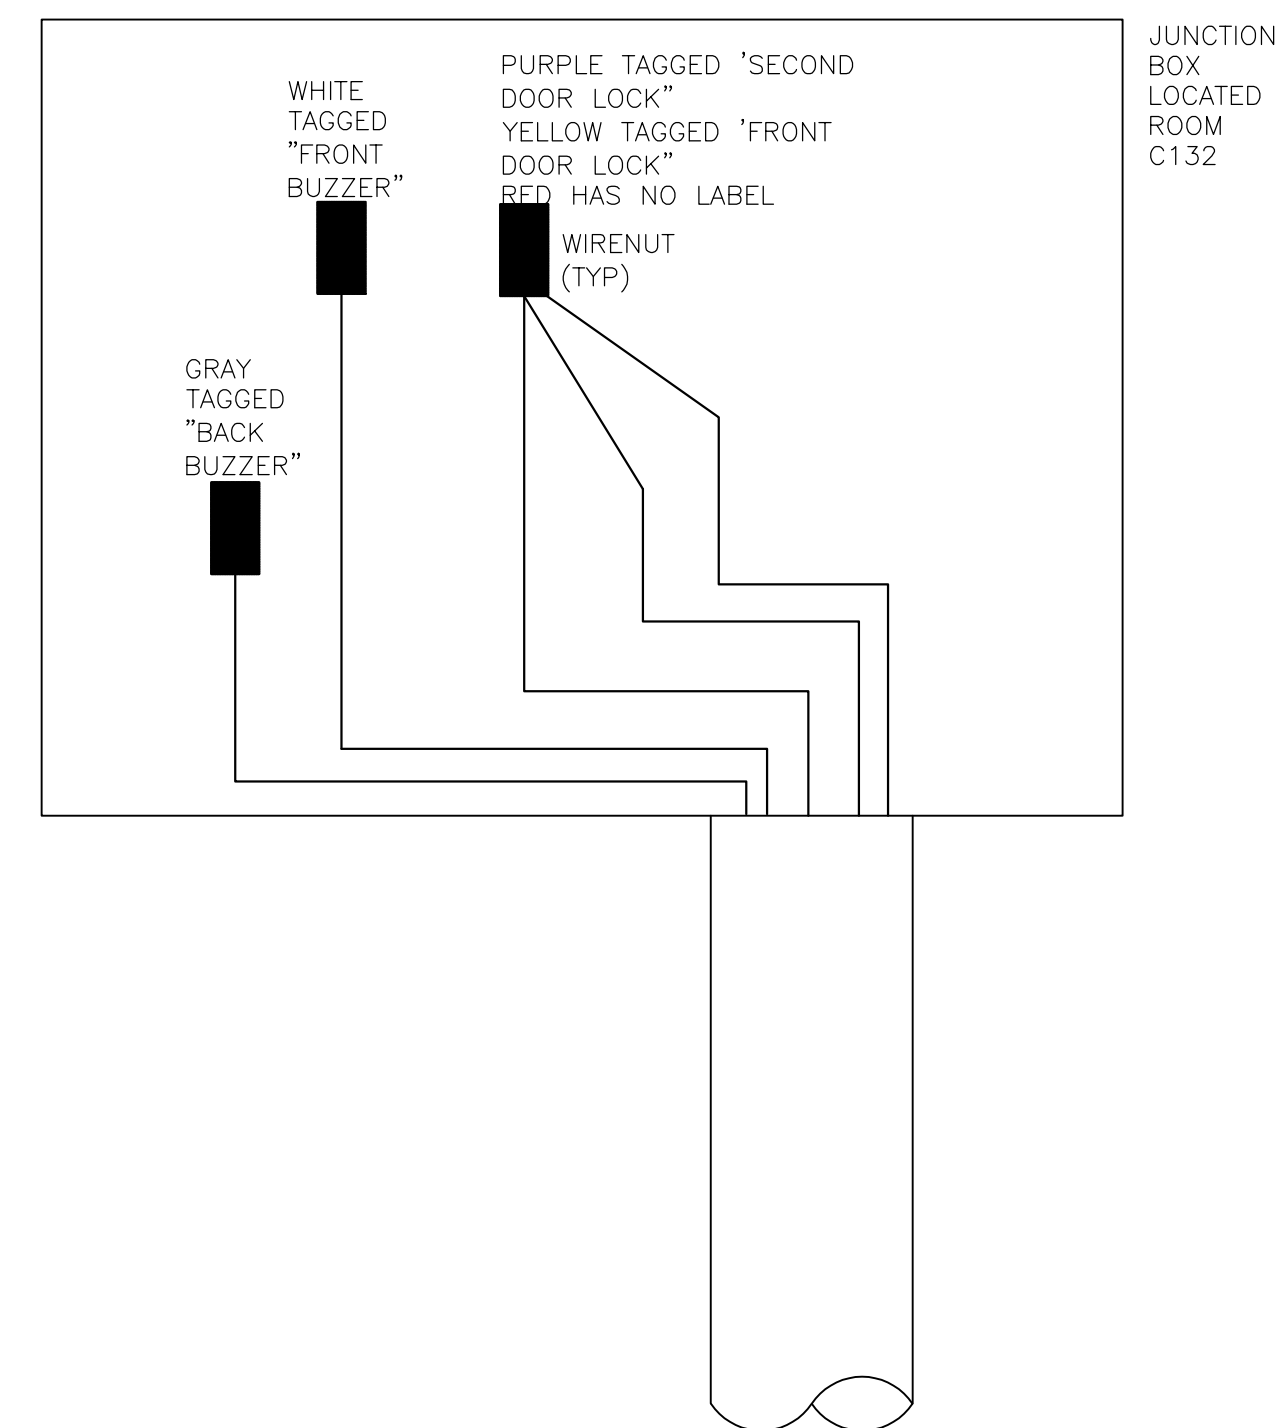 JUNCTION
BOX
LOCATED
ROOM
C132
PURPLE TAGGED 'SECOND
DOOR LOCK"
YELLOW TAGGED 'FRONT
DOOR LOCK"
RED HAS NO LABEL
WHITE
TAGGED
"FRONT
BUZZER"
WIRENUT
(TYP)
GRAY
TAGGED
"BACK
BUZZER"